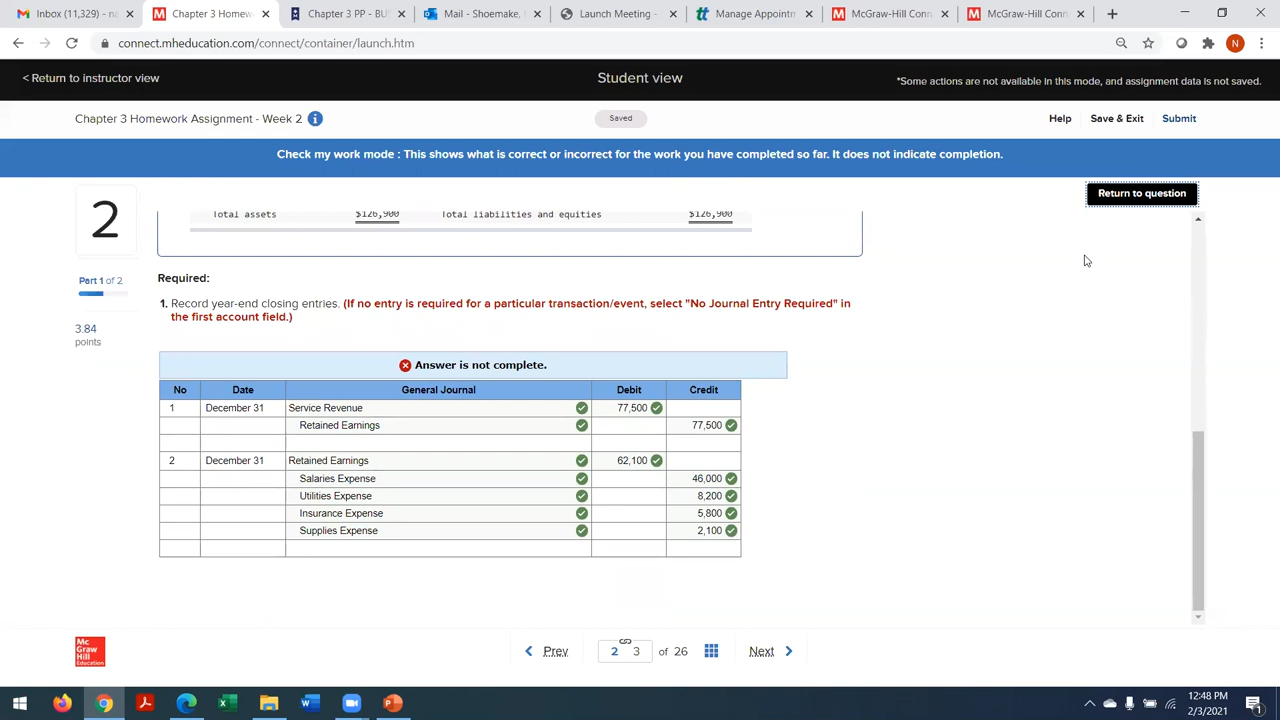 Inbox (11,329) - na
Chapter 3 Homew
Chapter 3 PP - BU
Mail - Shoemake,
Launch Meeting -
Manage Appointm
McGraw-Hill Conn
McGraw-Hill Conn
connect.mheducation.com/connect/container/launch.htm
N
< Return to instructor view
Student view
*Some actions are not available in this mode, and assignment data is not saved.
Chapter 3 Homework Assignment - Week 2 i
Saved
Help Save & Exit Submit
Check my work mode : This shows what is correct or incorrect for the work you have completed so far. It does not indicate completion.
2
Return to question
Total assets $126,900 Total liabilities and equities $126,900
Part 1 of 2
Required:
1. Record year-end closing entries. (If no entry is required for a particular transaction/event, select "No Journal Entry Required" in
the first account field.)
3.84
points
Answer is not complete.
No Date General Journal Debit Credit
1 December 31 Service Revenue 77,500
Retained Earnings 77,500
2 December 31 Retained Earnings 62,100
Salaries Expense 46,000
Utilities Expense 8,200
Insurance Expense 5,800
Supplies Expense 2,100
Mc
Graw
Hill
Education
Prev 2 3 of 26 Next
12:48 PM
2/3/2021
1